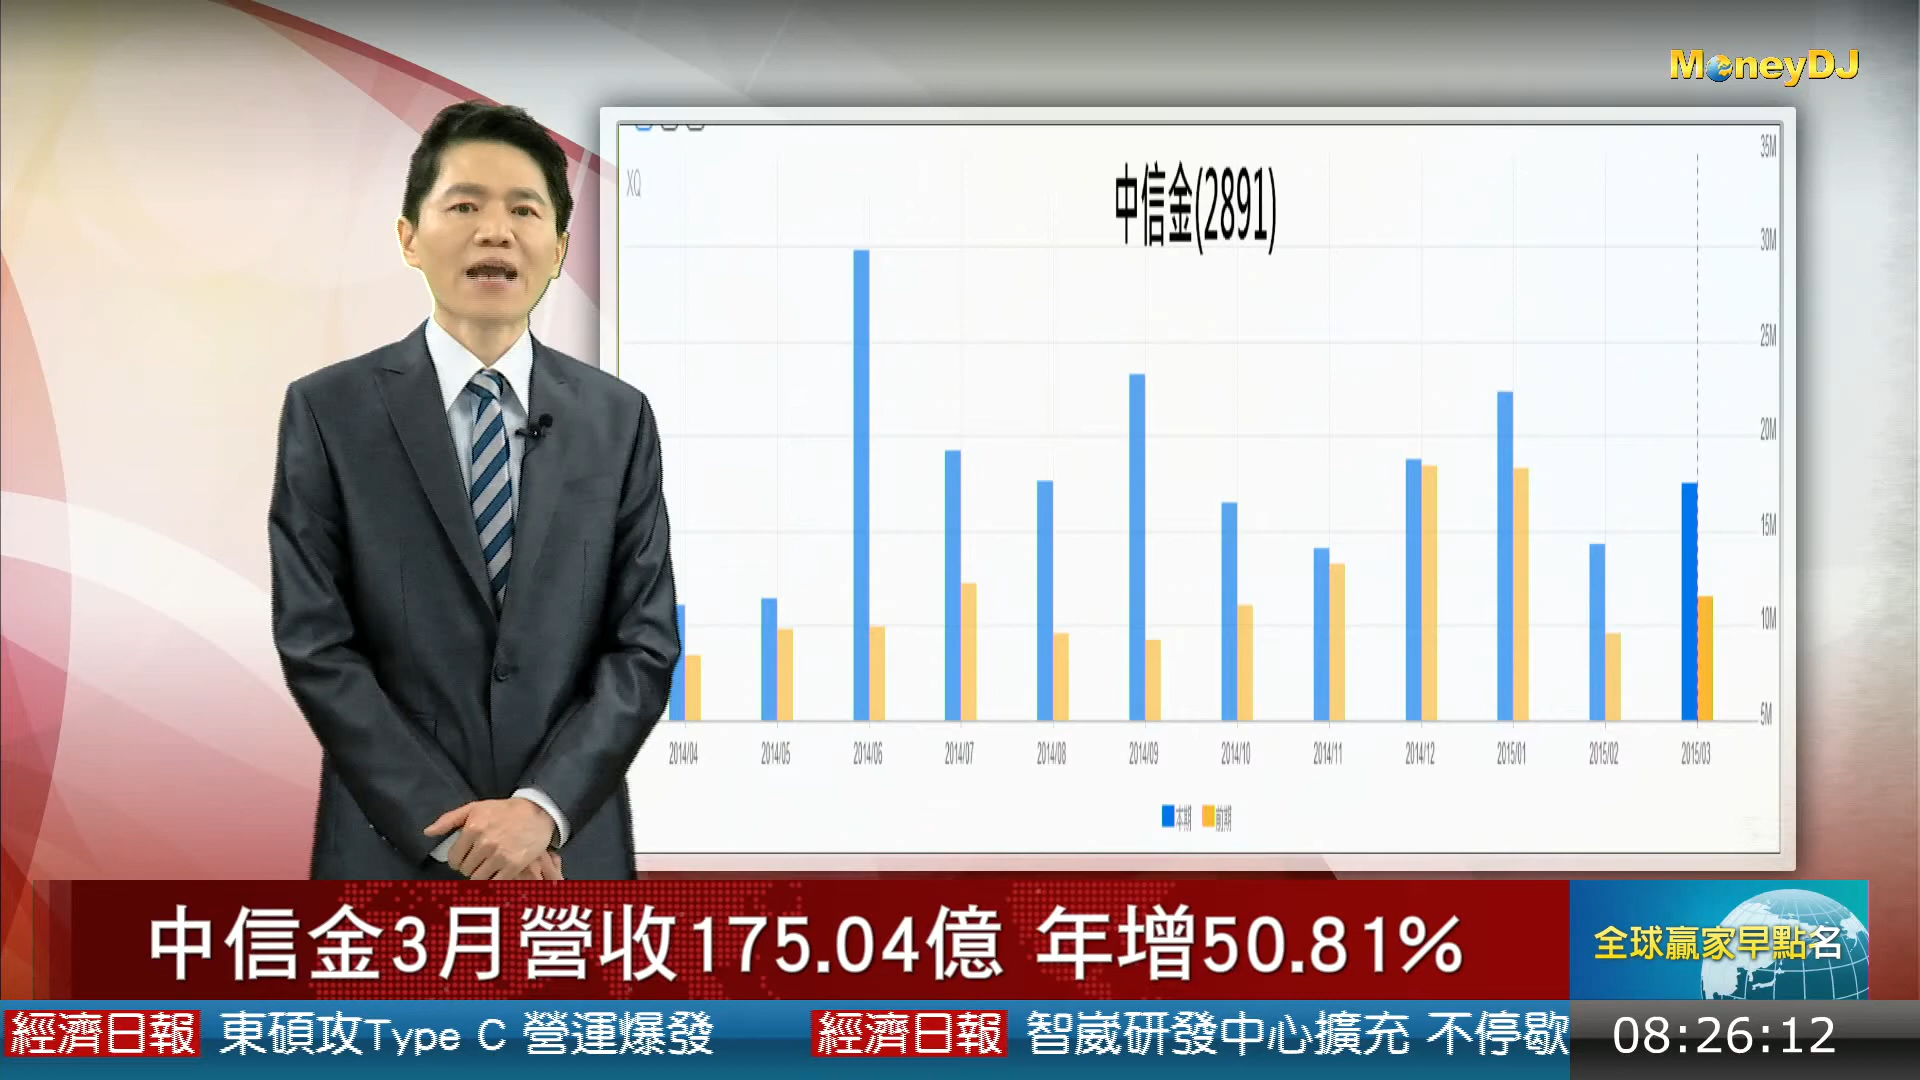 MoneyDJ
XQ
中信金(2891)
35M
30M
25M
20M
15M
10M
5M
2014/04
2014/05
2014/06
2014/07
2014/08
2014/09
2014/10
2014/11
2014/12
2015/01
2015/02
2015/03
本期
前期
中信金3月營收175.04億 年增50.81%
全球贏家早點名
經濟日報 東碩攻Type C 營運爆發 經濟日報 智崴研發中心擴充 不停歇
08:26:12